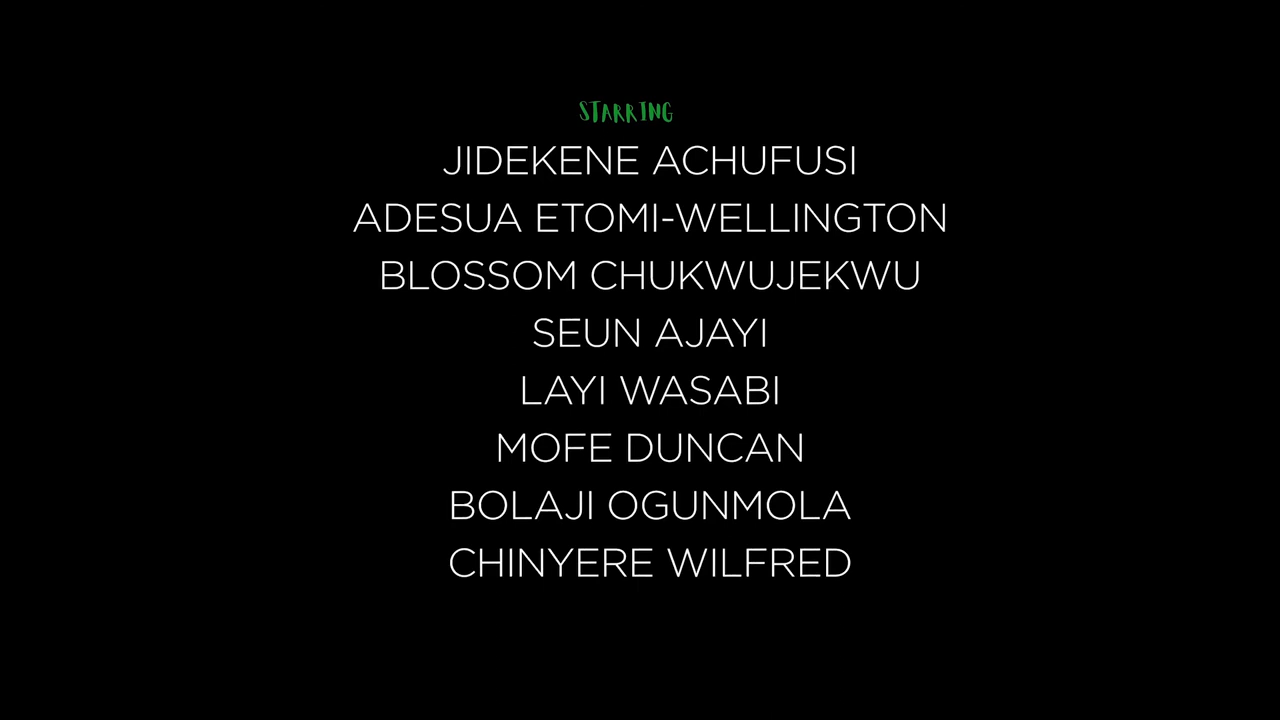 STARRING
JIDEKENE ACHUFUSI
ADESUA ETOMI-WELLINGTON
BLOSSOM CHUKWUJEKWU
SEUN AJAYI
LAYI WASABI
MOFE DUNCAN
BOLAJI OGUNMOLA
CHINYERE WILFRED